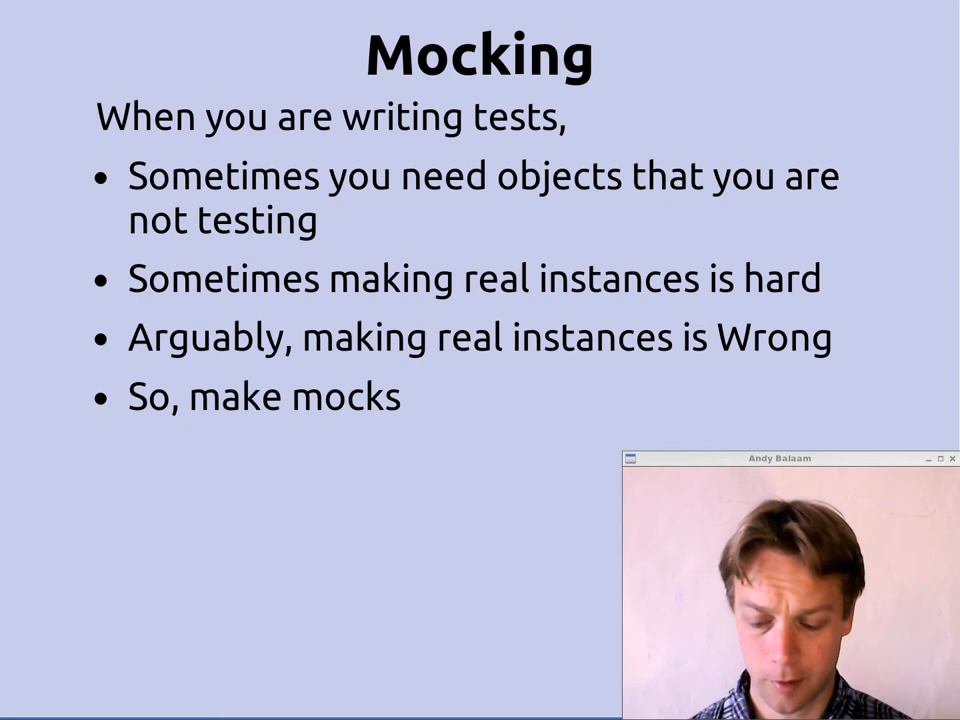 Mocking
When you are writing tests,
• Sometimes you need objects that you are
not testing
• Sometimes making real instances is hard
• Arguably, making real instances is Wrong
• So, make mocks
Andy Balaam